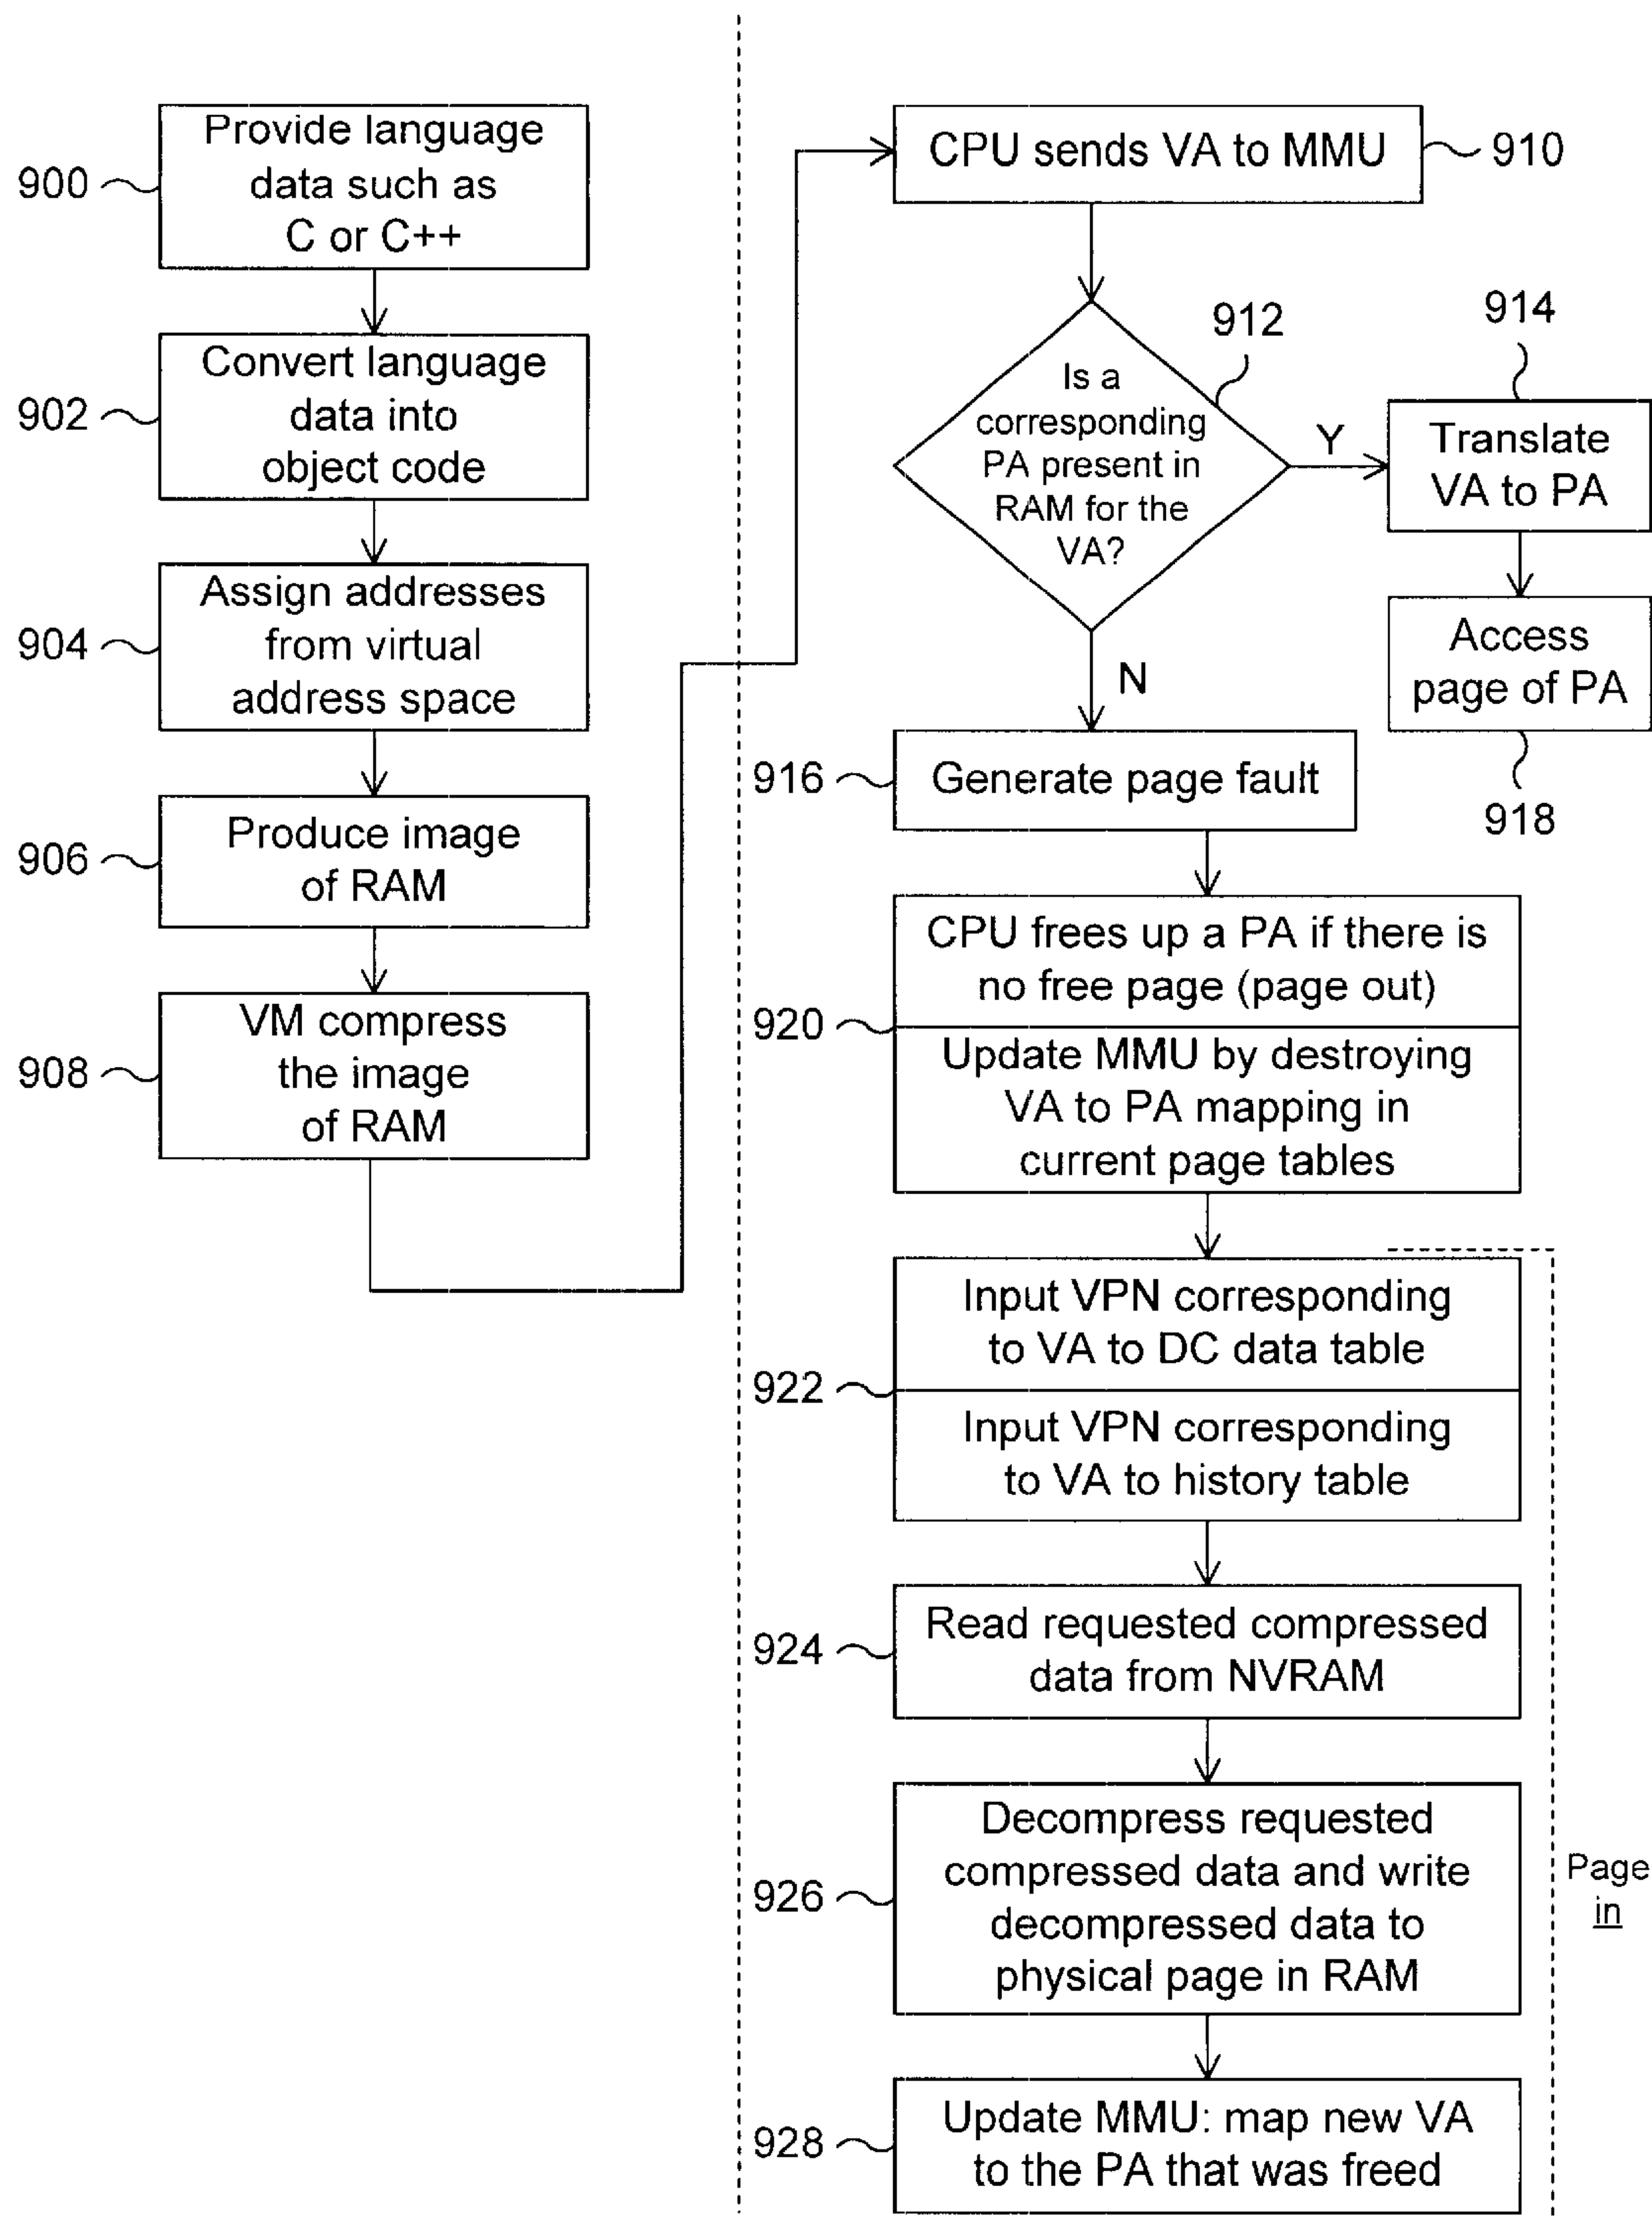 900
Provide language
data such as
C or C++
902
Convert language
data into
object code
904
Assign addresses
from virtual
address space
906
Produce image
of RAM
908
VM compress
the image
of RAM
CPU sends VA to MMU
910
912
Is a
corresponding
PA present in
RAM for the
VA?
Y
N
914
Translate
VA to PA
Access
page of PA
918
916
Generate page fault
920
CPU frees up a PA if there is
no free page (page out)
Update MMU by destroying
VA to PA mapping in
current page tables
922
Input VPN corresponding
to VA to DC data table
Input VPN corresponding
to VA to history table
924
Read requested compressed
data from NVRAM
926
Decompress requested
compressed data and write
decompressed data to
physical page in RAM
Page
in
928
Update MMU: map new VA
to the PA that was freed